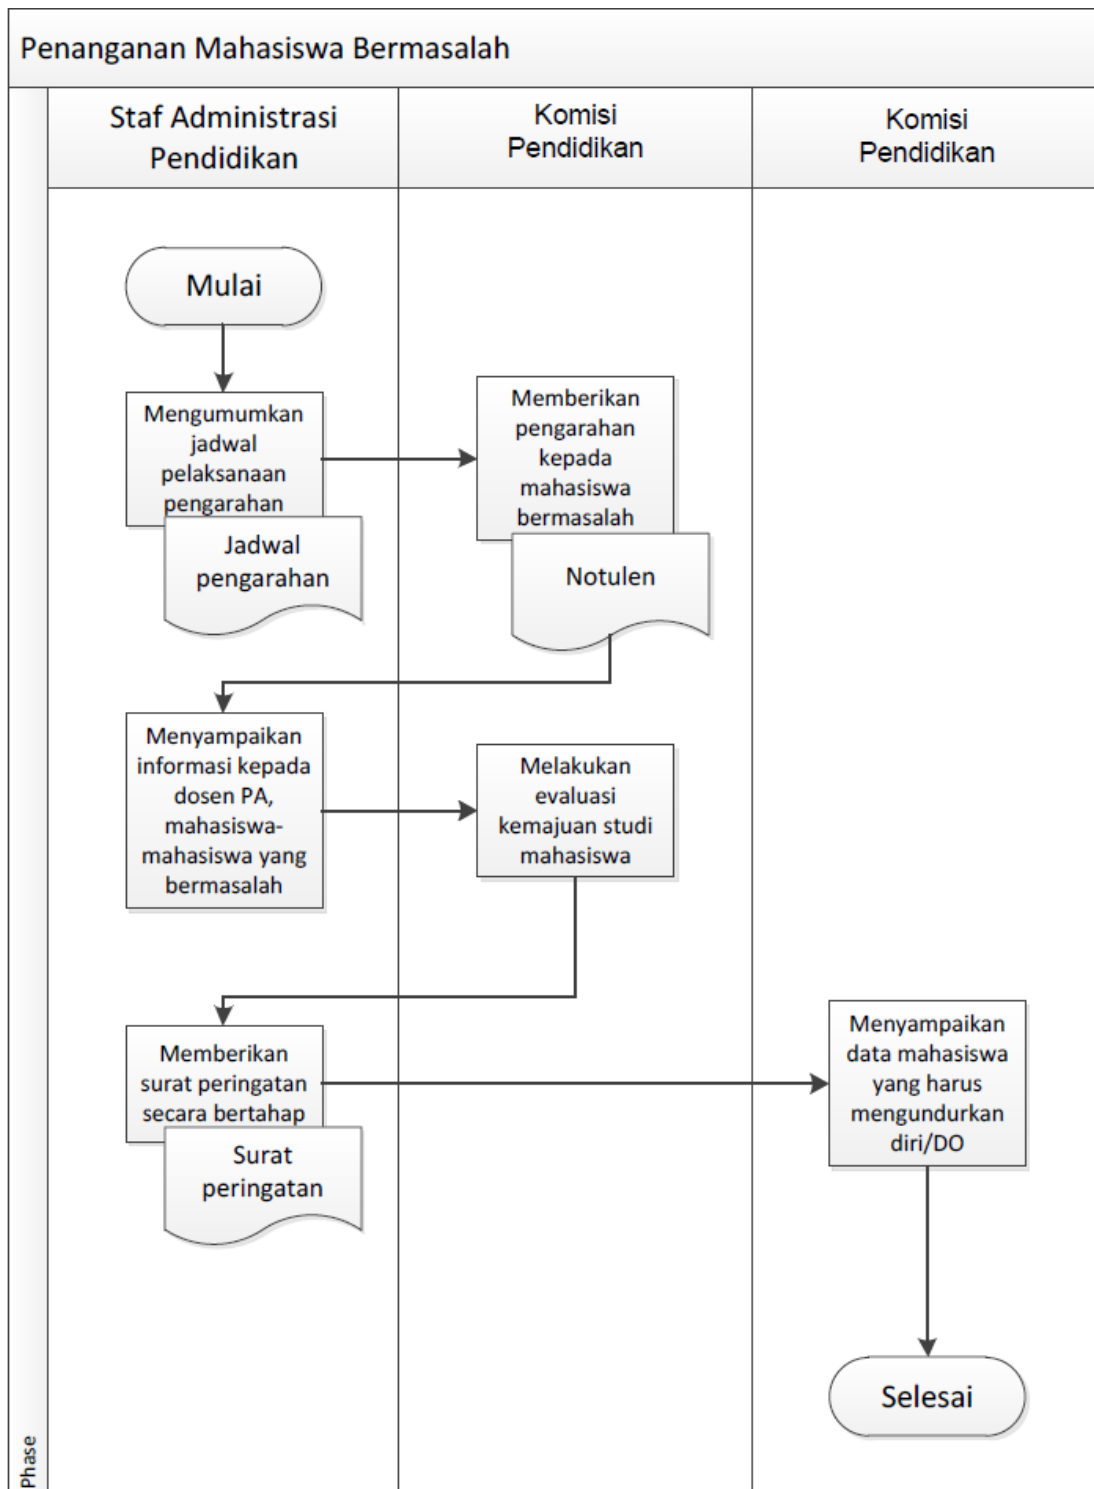 Penanganan Mahasiswa Bermasalah
Staf Administrasi
Pendidikan
Komisi
Pendidikan
Komisi
Pendidikan
Mulai
Mengumumkan
jadwal
pelaksanaan
pengarahan
Jadwal
pengarahan
Memberikan
pengarahan
kepada
mahasiswa
bermasalah
Notulen
Menyampaikan
informasi kepada
dosen PA,
mahasiswa-
mahasiswa yang
bermasalah
Melakukan
evaluasi
kemajuan studi
mahasiswa
Memberikan
surat peringatan
secara bertahap
Surat
peringatan
Menyampaikan
data mahasiswa
yang harus
mengundurkan
diri/DO
Selesai
Phase